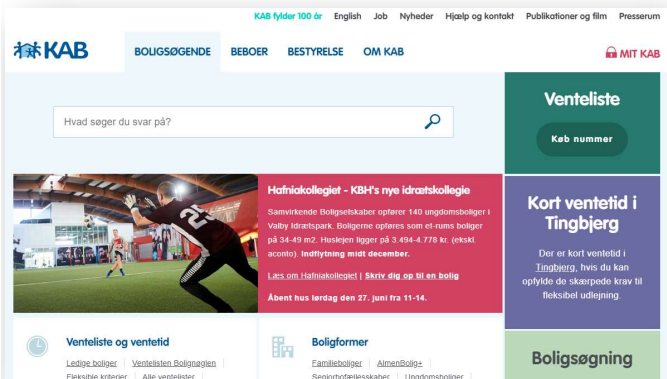 KAB fylder 100 år English Job Nyheder Hjælp og kontakt Publikationer og film Presserum
KAB BOLIGSØGENDE BEBOER BESTYRELSE OM KAB MIT KAB
Hvad søger du svar på?
Venteliste
Køb nummer
Hafniakollegiet - KBH's nye idrætskollegie
Samvirkende Boligselskaber opfører 140 ungdomsboliger i
Valby Idrætspark. Boligerne opføres som et-rums boliger
på 34-49 m2. Huslejen ligger på 3.494-4.778 kr. (ekskl.
aconto). Indflytning midt december.
Læs om Hafniakollegiet | Skriv dig op til en bolig
Åbent hus lørdag den 27. juni fra 11-14.
Kort ventetid i
Tingbjerg
Der er kort ventetid i
Tingbjerg, hvis du kan
opfylde de skærpede krav til
fleksibel udlejning.
Venteliste og ventetid
Ledige boliger Ventelisten Bolignøglen
Fleksible kriterier Alle ventelister
Boligformer
Familieboliger AlmenBolig+
Seniorbofællesskaber Ungdomsboliger
Boligsøgning